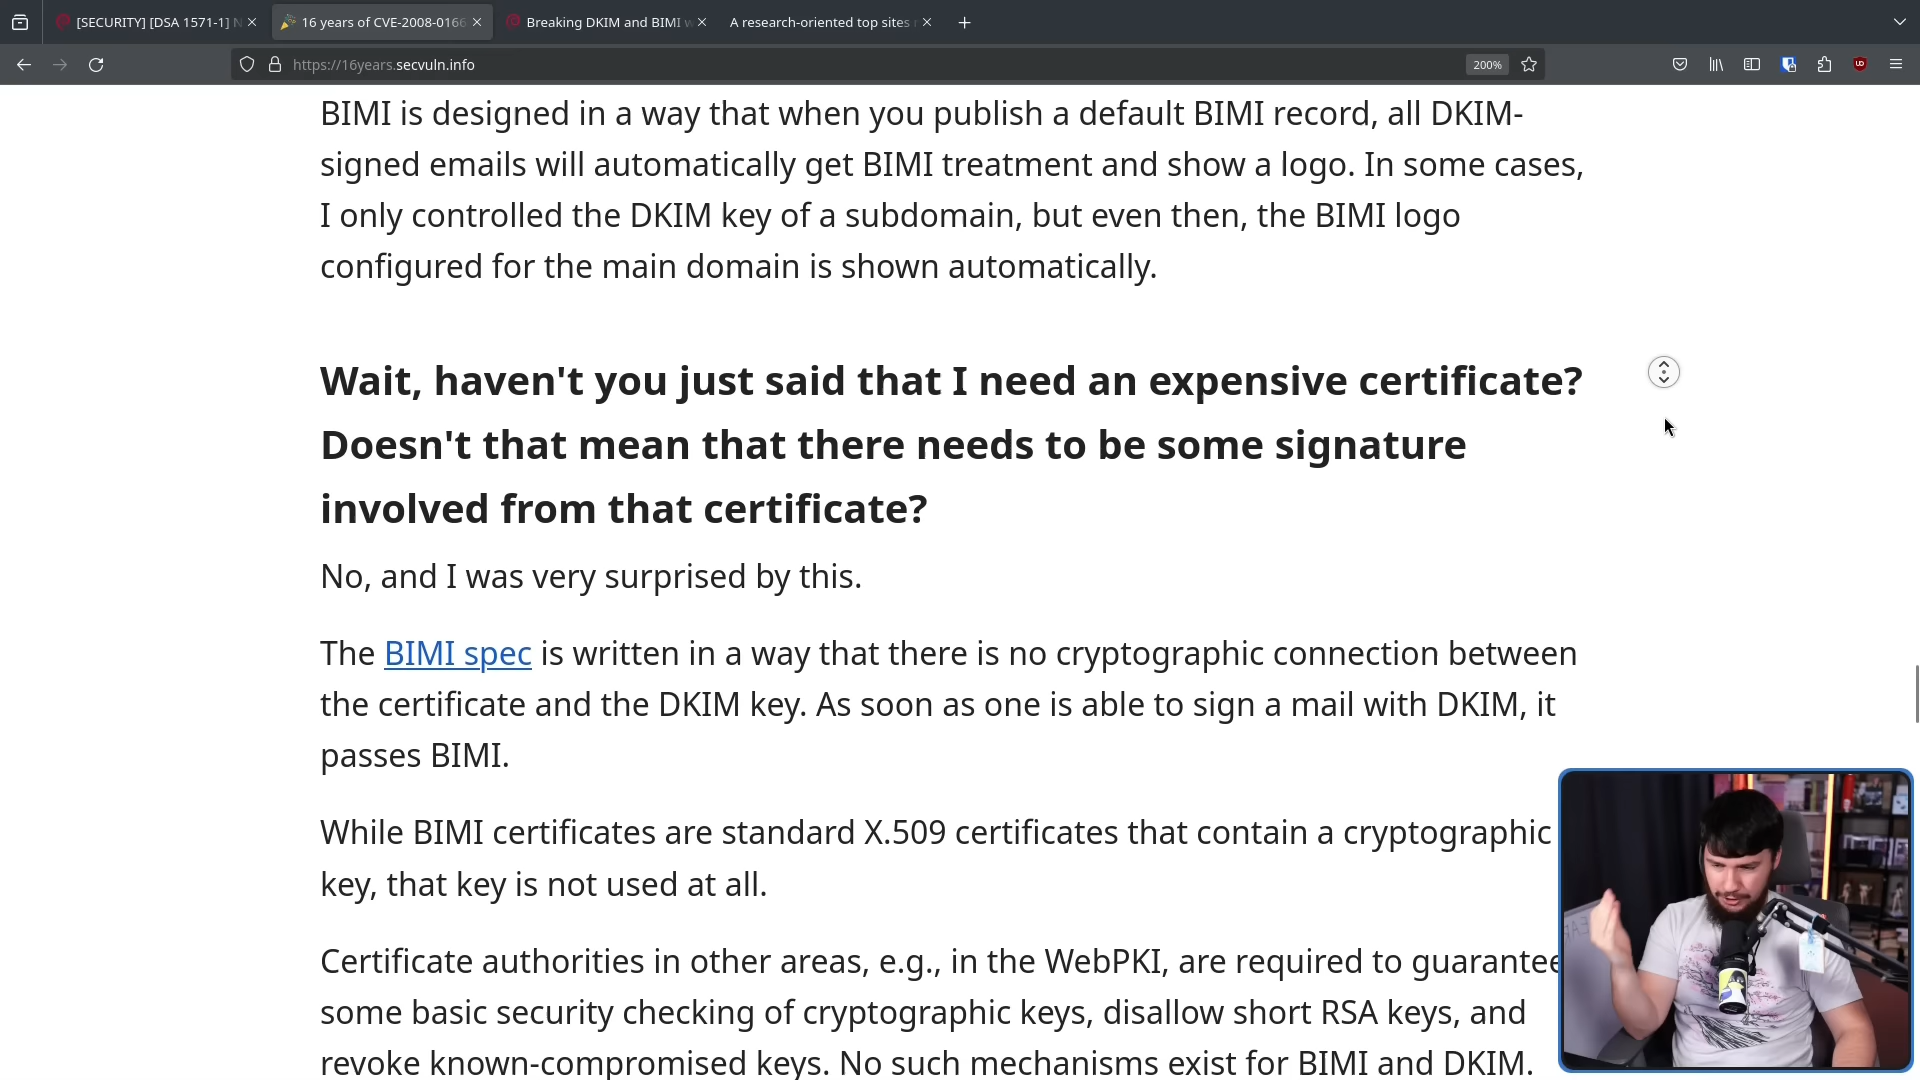 [SECURITY] [DSA 1571-1] N
16 years of CVE-2008-0166
Breaking DKIM and BIMI w
A research-oriented top sites r
https://16years.secvuln.info
200%
BIMI is designed in a way that when you publish a default BIMI record, all DKIM-
signed emails will automatically get BIMI treatment and show a logo. In some cases,
I only controlled the DKIM key of a subdomain, but even then, the BIMI logo
configured for the main domain is shown automatically.
Wait, haven't you just said that I need an expensive certificate?
Doesn't that mean that there needs to be some signature
involved from that certificate?
No, and I was very surprised by this.
The BIMI spec is written in a way that there is no cryptographic connection between
the certificate and the DKIM key. As soon as one is able to sign a mail with DKIM, it
passes BIMI.
While BIMI certificates are standard X.509 certificates that contain a cryptographic
key, that key is not used at all.
Certificate authorities in other areas, e.g., in the WebPKI, are required to guarantee
some basic security checking of cryptographic keys, disallow short RSA keys, and
revoke known-compromised keys. No such mechanisms exist for BIMI and DKIM.